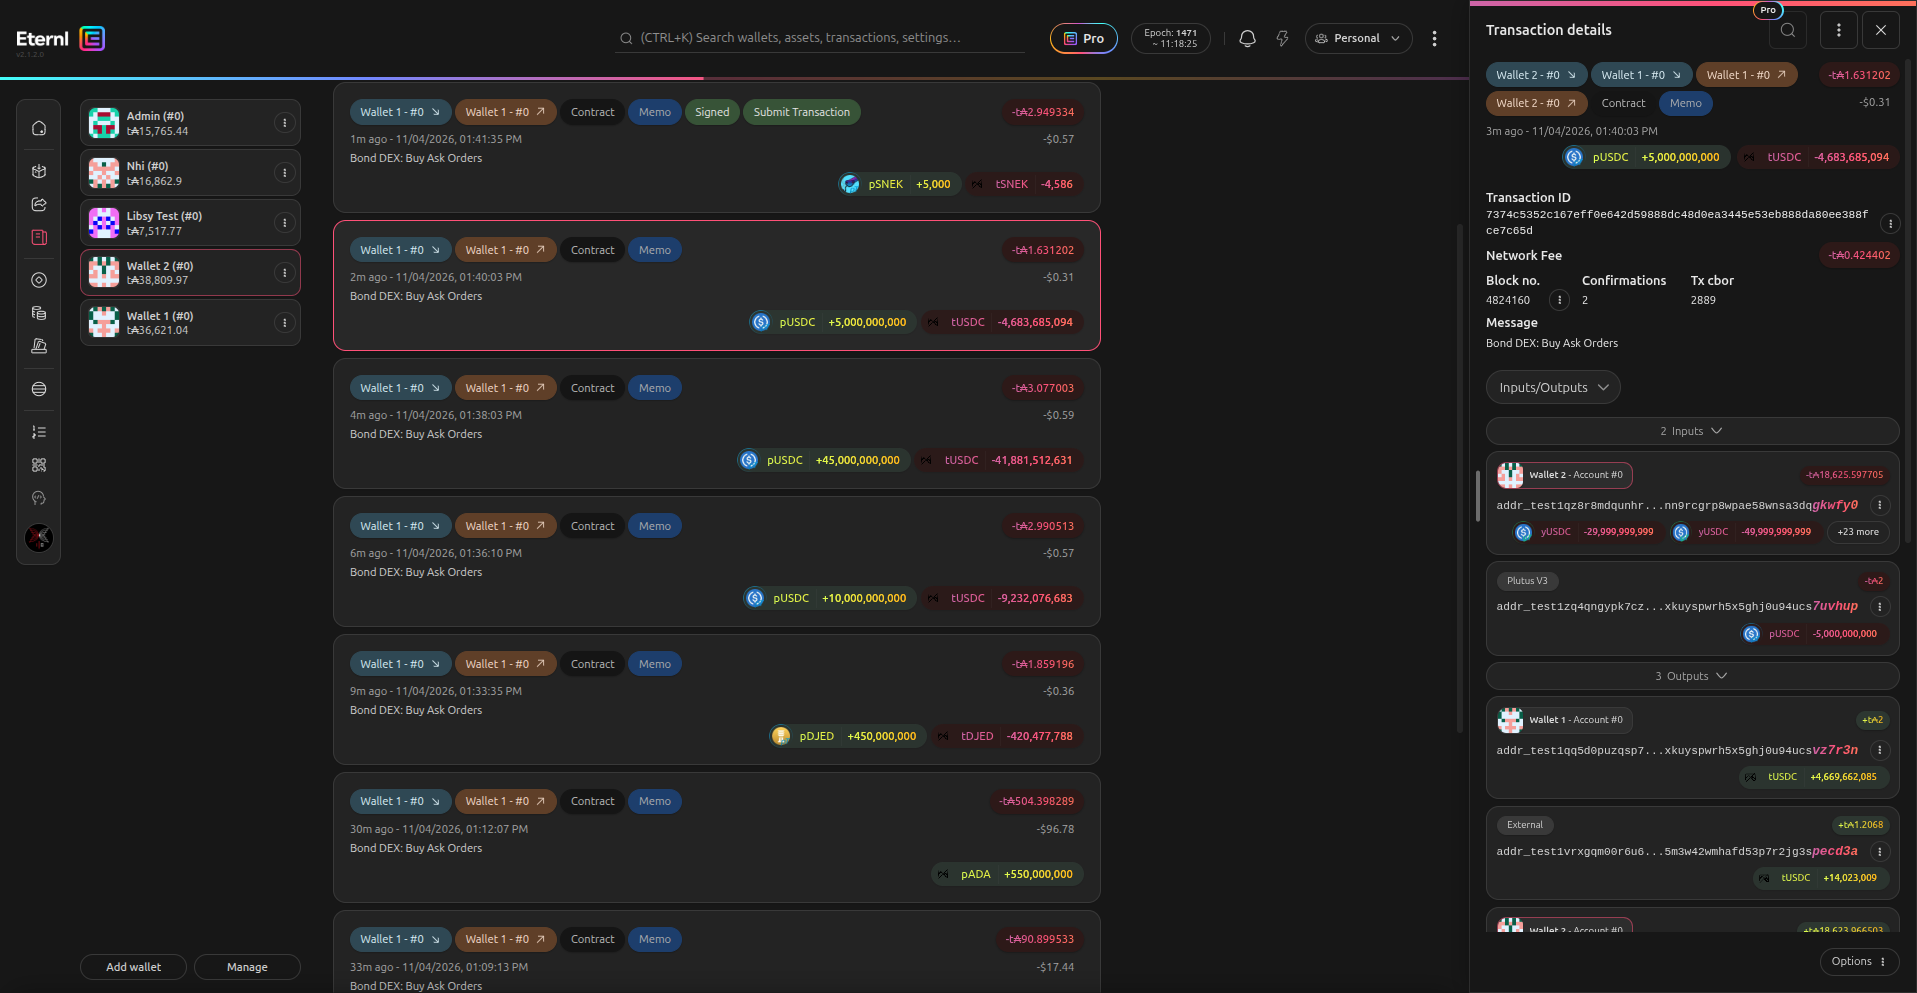 Eternl
v2.1.2.0
(CTRL+K) Search wallets, assets, transactions, settings...
Pro
Epoch: 1471
~ 11:18:25
Personal
Admin (#0)
t₳15,765.44
Nhi (#0)
t₳16,862.9
Libsy Test (#0)
t₳7,517.77
Wallet 2 (#0)
t₳38,809.97
Wallet 1 (#0)
t₳36,621.04
Add wallet
Manage
Wallet 1 - #0 ↘ Wallet 1 - #0 ↗ Contract Memo Signed Submit Transaction -t₳2.949334
1m ago - 11/04/2026, 01:41:35 PM -$0.57
Bond DEX: Buy Ask Orders
pSNEK +5,000 tSNEK -4,586
Wallet 1 - #0 ↘ Wallet 1 - #0 ↗ Contract Memo -t₳1.631202
2m ago - 11/04/2026, 01:40:03 PM -$0.31
Bond DEX: Buy Ask Orders
pUSDC +5,000,000,000 tUSDC -4,683,685,094
Wallet 1 - #0 ↘ Wallet 1 - #0 ↗ Contract Memo -t₳3.077003
4m ago - 11/04/2026, 01:38:03 PM -$0.59
Bond DEX: Buy Ask Orders
pUSDC +45,000,000,000 tUSDC -41,881,512,631
Wallet 1 - #0 ↘ Wallet 1 - #0 ↗ Contract Memo -t₳2.990513
6m ago - 11/04/2026, 01:36:10 PM -$0.57
Bond DEX: Buy Ask Orders
pUSDC +10,000,000,000 tUSDC -9,232,076,683
Wallet 1 - #0 ↘ Wallet 1 - #0 ↗ Contract Memo -t₳1.859196
9m ago - 11/04/2026, 01:33:35 PM -$0.36
Bond DEX: Buy Ask Orders
pDJED +450,000,000 tDJED -420,477,788
Wallet 1 - #0 ↘ Wallet 1 - #0 ↗ Contract Memo -t₳504.398289
30m ago - 11/04/2026, 01:12:07 PM -$96.78
Bond DEX: Buy Ask Orders
pADA +550,000,000
Wallet 1 - #0 ↘ Wallet 1 - #0 ↗ Contract Memo -t₳90.899533
33m ago - 11/04/2026, 01:09:13 PM -$17.44
Bond DEX: Buy Ask Orders
Pro
Transaction details
Wallet 2 - #0 ↘ Wallet 1 - #0 ↘ Wallet 1 - #0 ↗ -t₳1.631202
Wallet 2 - #0 ↗ Contract Memo -$0.31
3m ago - 11/04/2026, 01:40:03 PM
pUSDC +5,000,000,000 tUSDC -4,683,685,094
Transaction ID
7374c5352c167eff0e642d59888dc48d0ea3445e53eb888da80ee388f
ce7c65d
Network Fee -t₳0.424402
Block no. Confirmations Tx cbor
4824160 2 2889
Message
Bond DEX: Buy Ask Orders
Inputs/Outputs
2 Inputs
Wallet 2 - Account #0 -t₳18,625.597705
addr_test1qz8r8mdqunhr...nn9rcgrp8wpae58wnsa3dqgkwfy0
yUSDC -29,999,999,999 yUSDC -49,999,999,999 +23 more
Plutus V3 -t₳2
addr_test1zq4qngypk7cz...xkuyspwrh5x5ghj0u94ucs7uvhup
pUSDC -5,000,000,000
3 Outputs
Wallet 1 - Account #0 +t₳2
addr_test1qq5d0puzqsp7...xkuyspwrh5x5ghj0u94ucsvz7r3n
tUSDC +4,669,662,085
External +t₳1.2068
addr_test1vrxgqm00r6u6...5m3w42wmhafd53p7r2jg3specd3a
tUSDC +14,023,009
Wallet 2 - Account #0 +t₳18,623.966503
Options